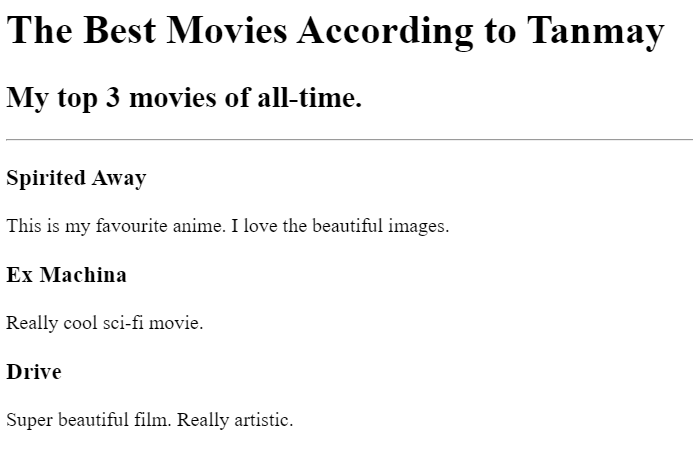 The Best Movies According to Tanmay
My top 3 movies of all-time.
Spirited Away
This is my favourite anime. I love the beautiful images.
Ex Machina
Really cool sci-fi movie.
Drive
Super beautiful film. Really artistic.